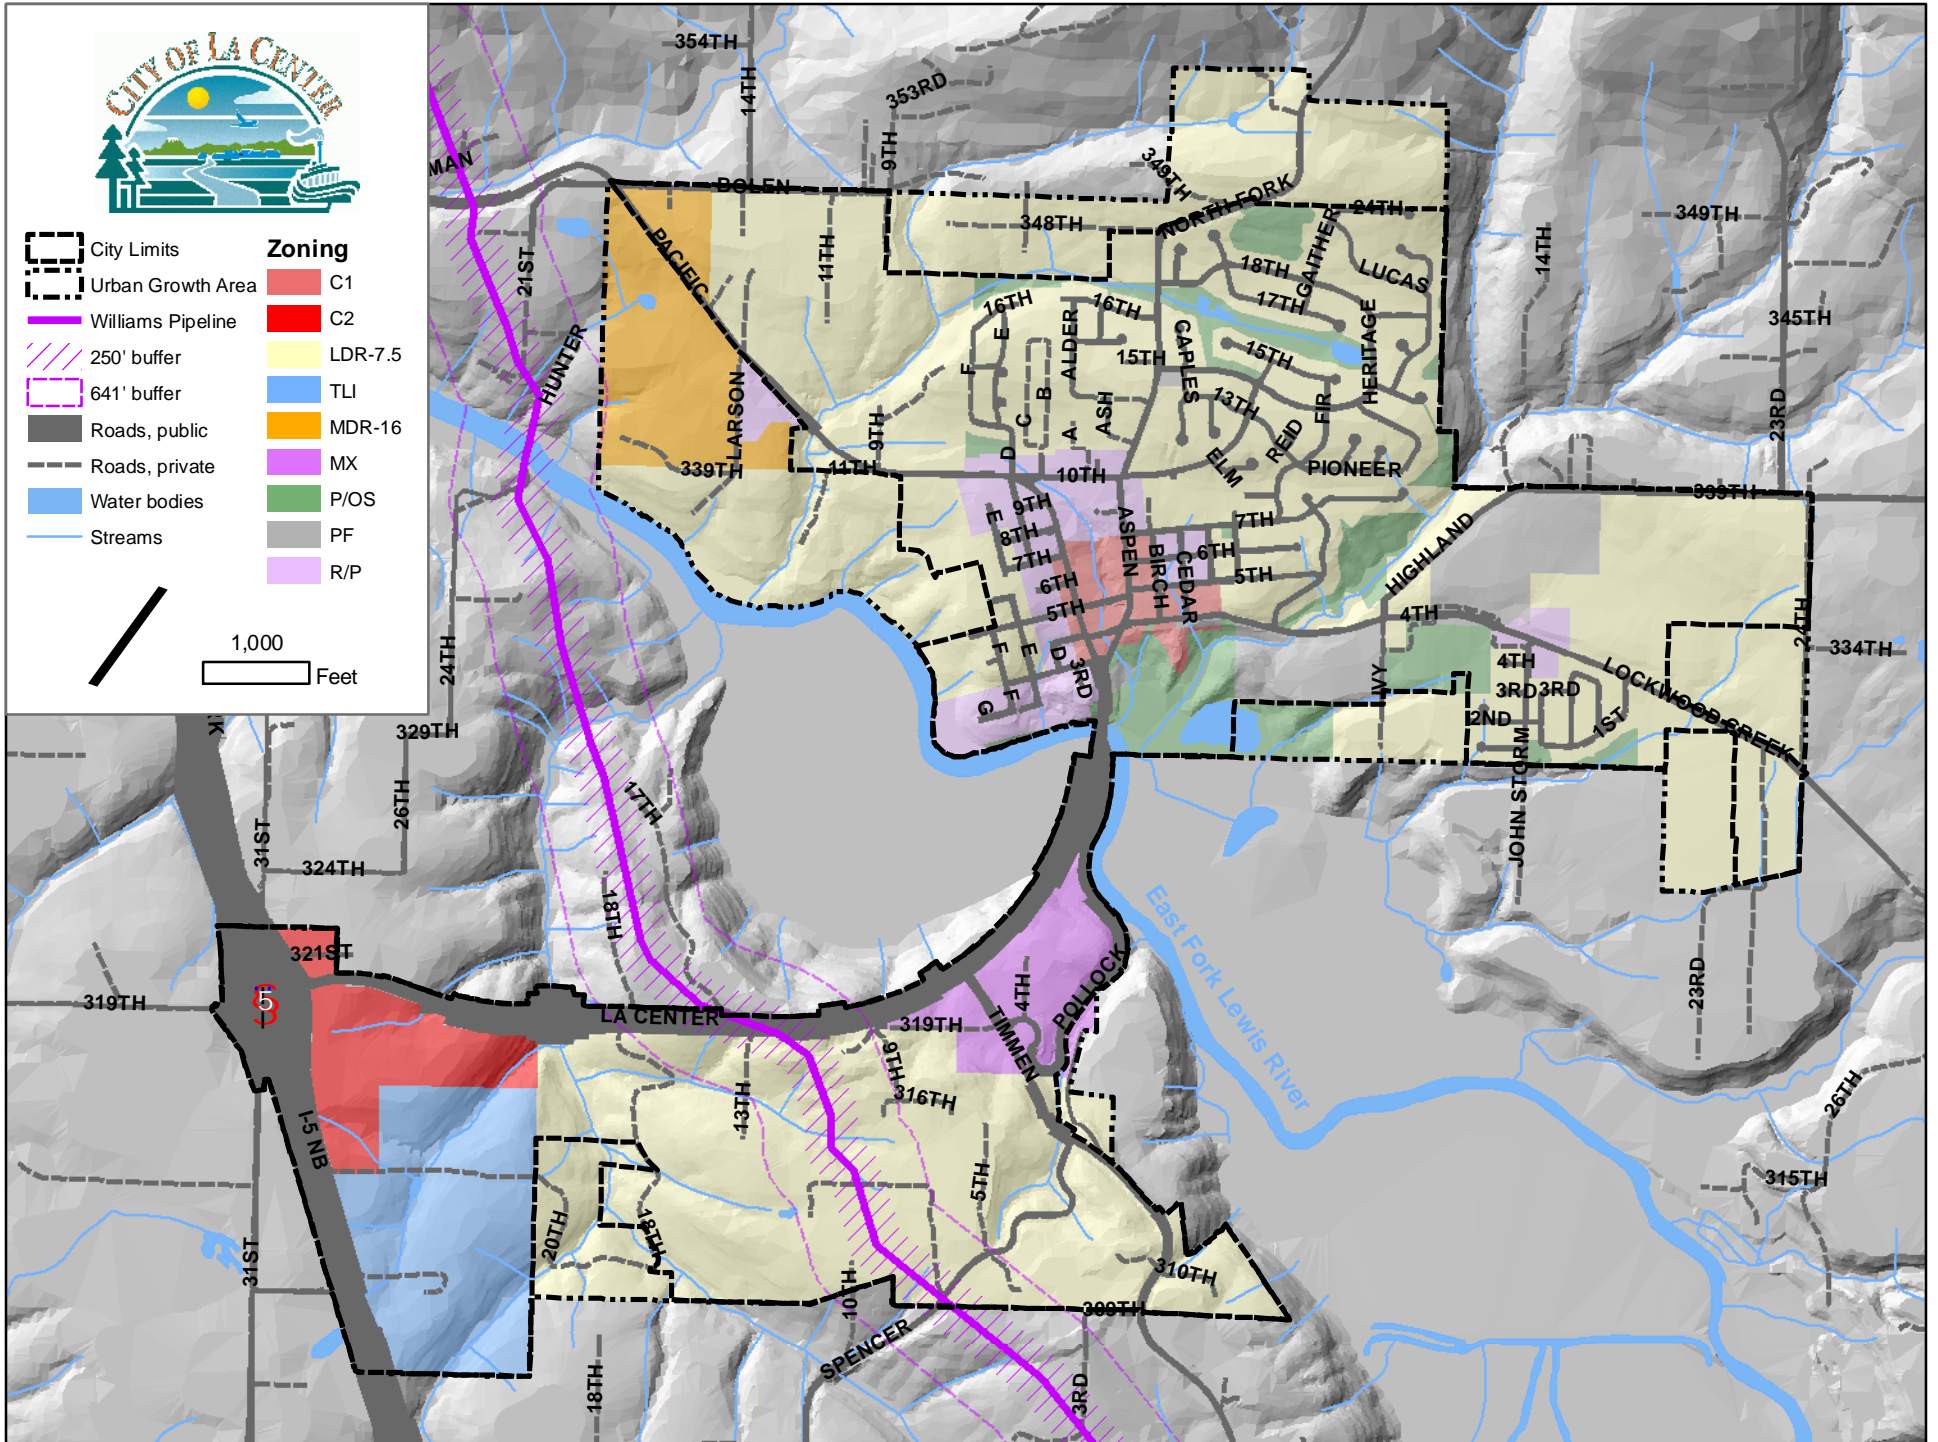 CITY OF LA CENTER
City Limits
Urban Growth Area
Williams Pipeline
250' buffer
641' buffer
Roads, public
Roads, private
Water bodies
Streams
Zoning
C1
C2
LDR-7.5
TLI
MDR-16
MX
P/OS
PF
R/P
1,000
Feet
354TH
14TH
353RD
9TH
MAN
BOLEN
349TH
NORTH FORK
24TH
348TH
GAITHER
LUCAS
18TH
17TH
14TH
349TH
345TH
23RD
21ST
PACIFIC
11TH
HUNTER
16TH
E
F
ALDER
16TH
15TH
CAPLES
15TH
HERITAGE
13TH
FIR
REID
ELM
PIONEER
LARSON
9TH
C
B
A
ASH
D
339TH
11TH
10TH
339TH
9TH
E
8TH
7TH
6TH
5TH
ASPEN
BIRCH
CEDAR
7TH
6TH
5TH
HIGHLAND
4TH
24TH
334TH
F
E
D
3RD
F
G
IVY
4TH
3RD
3RD
2ND
1ST
LOCKWOOD CREEK
JOHN STORM
24TH
329TH
26TH
K
31ST
324TH
17TH
18TH
321ST
319TH
5
LA CENTER
319TH
4TH
POLLOCK
TIMMEN
East Fork Lewis River
23RD
26TH
315TH
9TH
316TH
13TH
I-5 NB
5TH
20TH
18TH
31ST
10TH
310TH
309TH
SPENCER
18TH
3RD